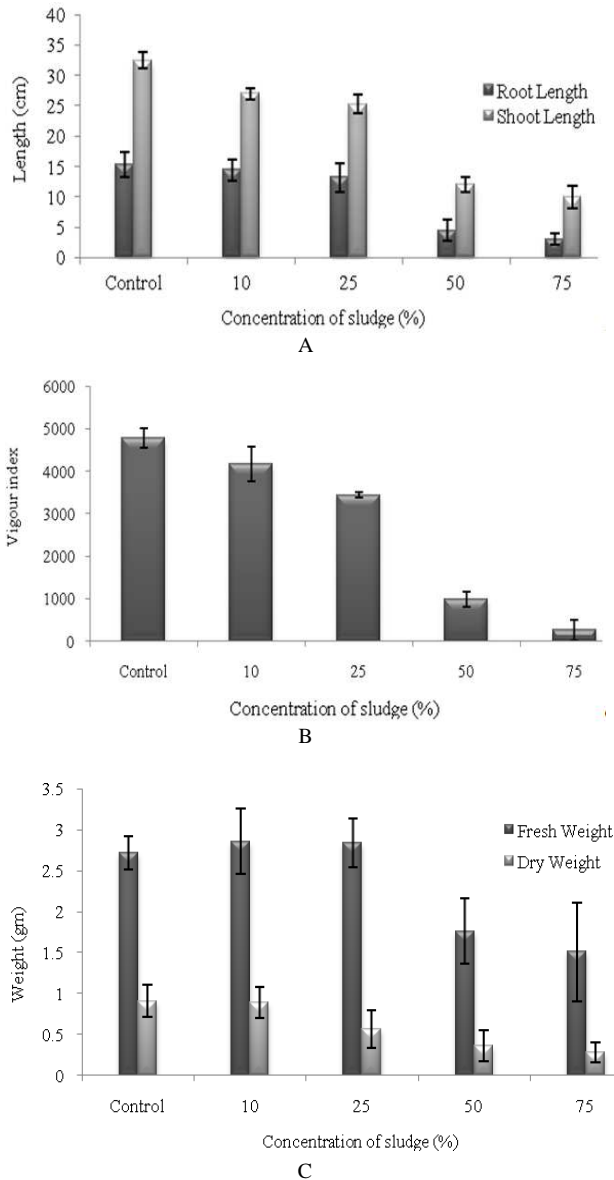 40
35
30
25
20
15
10
5
0
Length (cm)
Root Length
Shoot Length
Control 10 25 50 75
Concentration of sludge (%)
A
6000
5000
4000
3000
2000
1000
0
Vigour index
Control 10 25 50 75
Concentration of sludge (%)
B
3.5
3
2.5
2
1.5
1
0.5
0
Weight (gm)
Fresh Weight
Dry Weight
Control 10 25 50 75
Concentration of sludge (%)
C